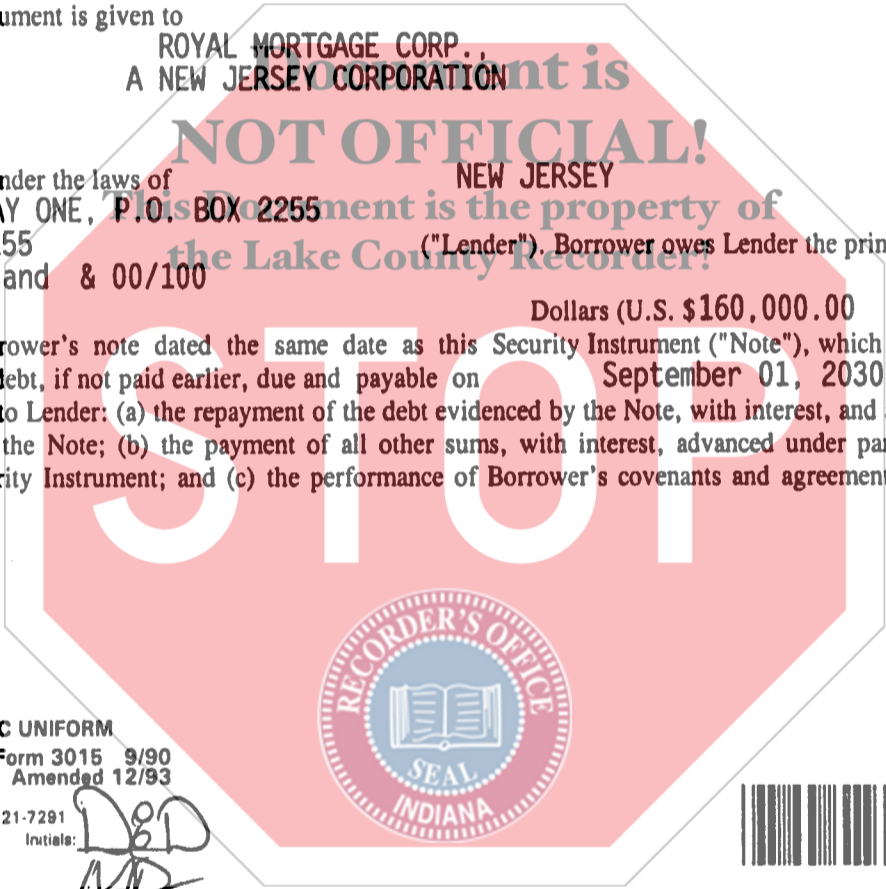 ument is given to
ROYAL MORTGAGE CORP.,
A NEW JERSEY CORPORATION
Document is
NOT OFFICIAL!
nder the laws of NEW JERSEY
Y ONE, P.O. BOX 2255
This Document is the property of
55 ("Lender"). Borrower owes Lender the prin
the Lake County Recorder!
and & 00/100
Dollars (U.S. $160,000.00
rower's note dated the same date as this Security Instrument ("Note"), which
ebt, if not paid earlier, due and payable on September 01, 2030
to Lender: (a) the repayment of the debt evidenced by the Note, with interest, and
the Note; (b) the payment of all other sums, with interest, advanced under par
rity Instrument; and (c) the performance of Borrower's covenants and agreement
STOP
RECORDER'S OFFICE
SEAL
INDIANA
C UNIFORM
Form 3015 9/90
Amended 12/93
21-7291
Initials: